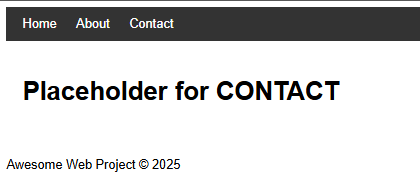 Home About Contact
Placeholder for CONTACT
Awesome Web Project © 2025